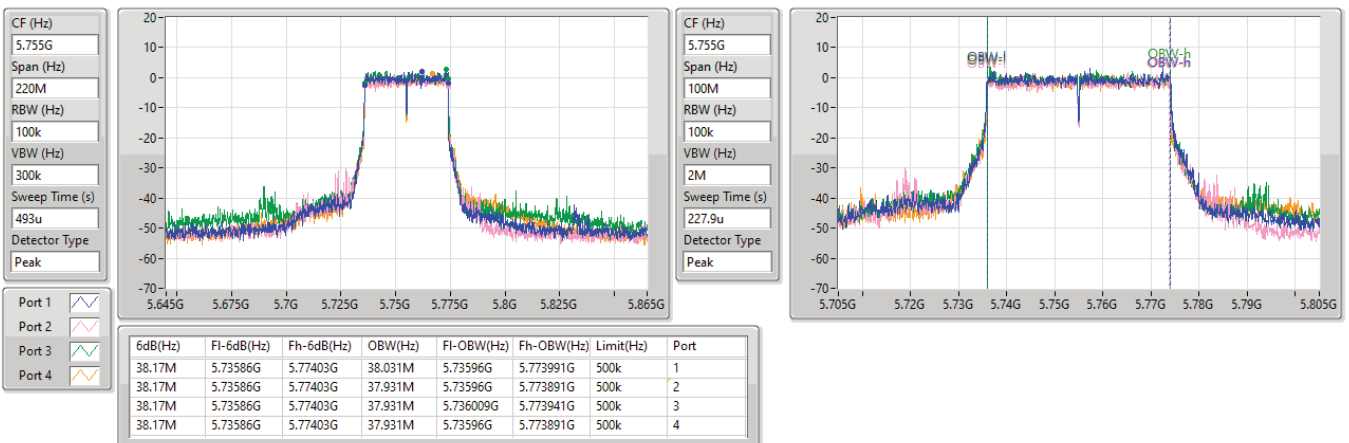 CF (Hz)
5.755G
Span (Hz)
220M
RBW (Hz)
100k
VBW (Hz)
300k
Sweep Time (s)
493u
Detector Type
Peak
20
10
0
-10
-20
-30
-40
-50
-60
-70
5.645G 5.675G 5.7G 5.725G 5.75G 5.775G 5.8G 5.825G 5.865G
CF (Hz)
5.755G
Span (Hz)
100M
RBW (Hz)
100k
VBW (Hz)
2M
Sweep Time (s)
227.9u
Detector Type
Peak
20
10
0
-10
-20
-30
-40
-50
-60
-70
OBW-l
OBW-h
OBW-h
5.705G 5.72G 5.73G 5.74G 5.75G 5.76G 5.77G 5.78G 5.79G 5.805G
Port 1
Port 2
Port 3
Port 4
6dB(Hz) Fl-6dB(Hz) Fh-6dB(Hz) OBW(Hz) Fl-OBW(Hz) Fh-OBW(Hz) Limit(Hz) Port
38.17M 5.73586G 5.77403G 38.031M 5.73596G 5.773991G 500k 1
38.17M 5.73586G 5.77403G 37.931M 5.73596G 5.773891G 500k 2
38.17M 5.73586G 5.77403G 37.931M 5.736009G 5.773941G 500k 3
38.17M 5.73586G 5.77403G 37.931M 5.73596G 5.773891G 500k 4